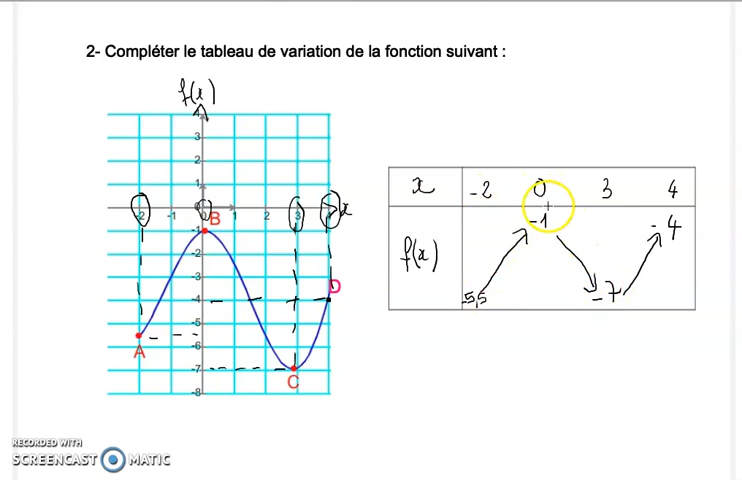 2- Compléter le tableau de variation de la fonction suivant :
f(x)
4
3
2
1
-2 -1 0 0 1 2 3 x
B
-1
-2
-3
-4
D
-5
-6
A
-7
C
-8
x -2 0 3 4
f(x) -5,5 -1 -7 -4
RECORDED WITH
SCREENCAST MATIC